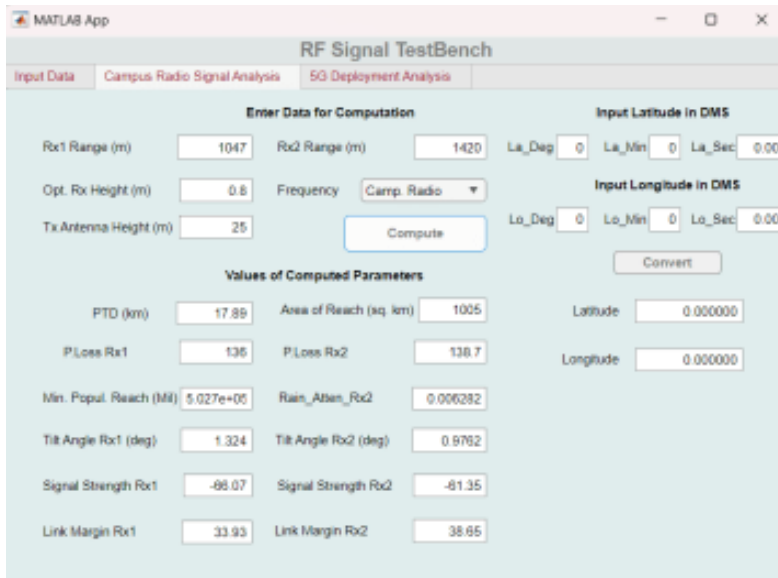 MATLAB App
RF Signal TestBench
Input Data Campus Radio Signal Analysis 5G Deployment Analysis
Enter Data for Computation
Rx1 Range (m) 1047 Rx2 Range (m) 1420
Opt. Rx Height (m) 0.8 Frequency Camp. Radio
Tx Antenna Height (m) 25 Compute
Values of Computed Parameters
PTD (km) 17.89 Area of Reach (sq. km) 1005
P.Loss Rx1 136 P.Loss Rx2 138.7
Min. Popul. Reach (Mil) Rain_Atten_Rx2 0.006282
Tilt Angle Rx1 (deg) 1.324 Tilt Angle Rx2 (deg) 0.9762
Signal Strength Rx1 -66.07 Signal Strength Rx2 -61.35
Link Margin Rx1 33.93 Link Margin Rx2 38.65
Input Latitude in DMS
La_Deg 0 La_Min 0 La_Sec 0.00
Input Longitude in DMS
Lo_Deg 0 Lo_Min 0 Lo_Sec 0.00
Convert
Latitude 0.000000
Longitude 0.000000